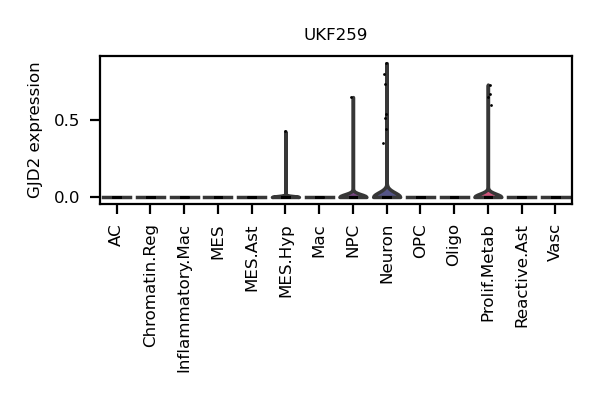 UKF259
GJD2 expression
0.5
0.0
AC
Chromatin.Reg
Inflammatory.Mac
MES
MES.Ast
MES.Hyp
Mac
NPC
Neuron
OPC
Oligo
Prolif.Metab
Reactive.Ast
Vasc